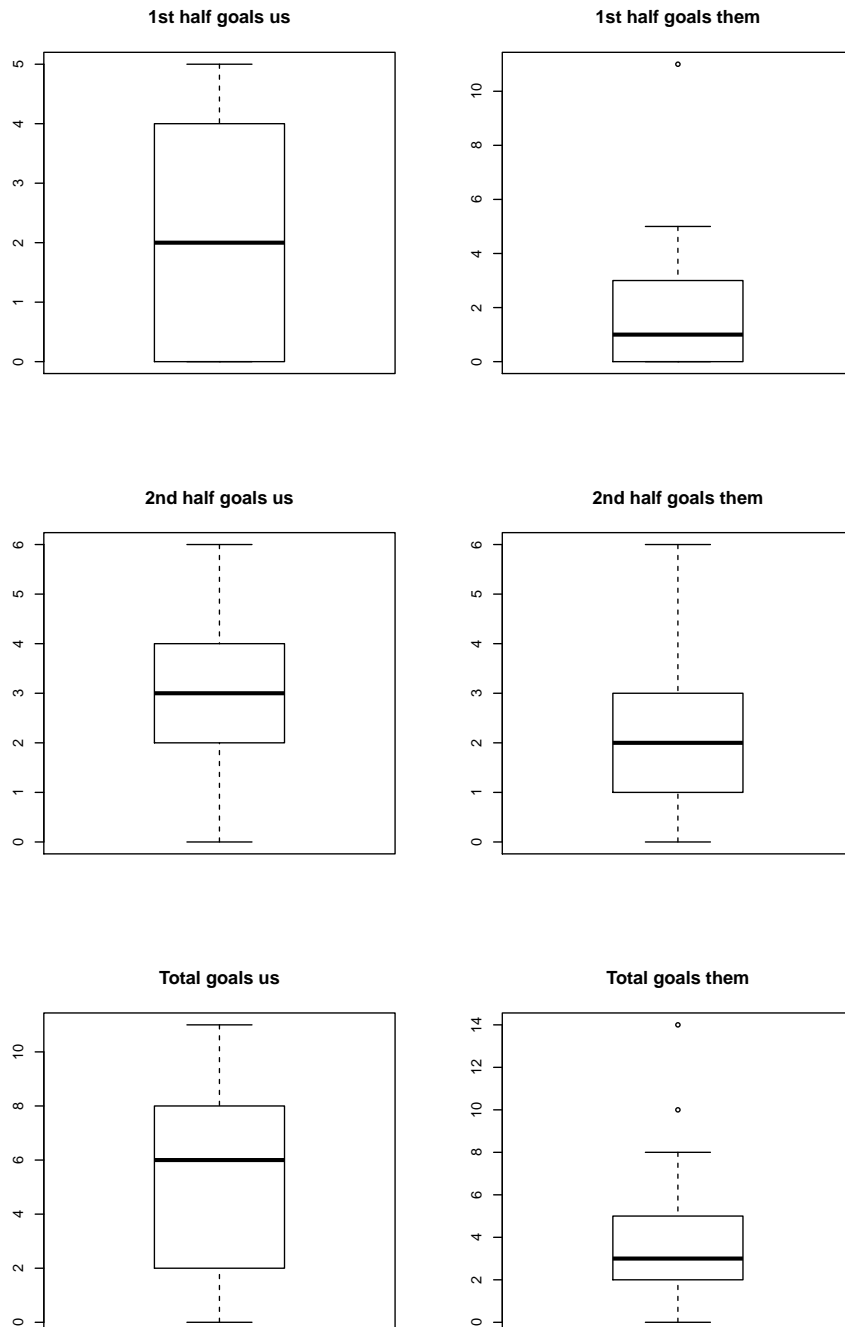 1st half goals us
0 1 2 3 4 5
1st half goals them
0 2 4 6 8 10
2nd half goals us
0 1 2 3 4 5 6
2nd half goals them
0 1 2 3 4 5 6
Total goals us
0 2 4 6 8 10
Total goals them
0 2 4 6 8 10 12 14